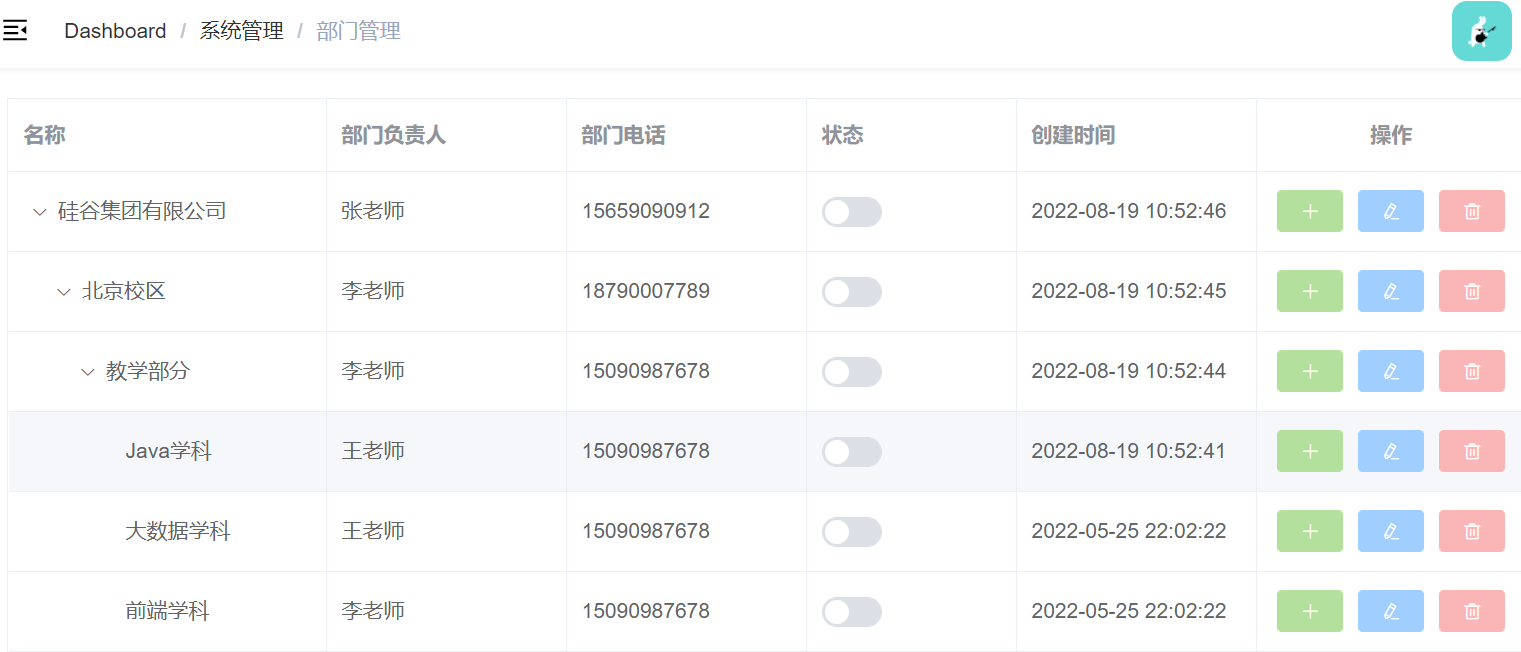 Dashboard / 系统管理 / 部门管理
名称 部门负责人 部门电话 状态 创建时间 操作
硅谷集团有限公司 张老师 15659090912 2022-08-19 10:52:46
北京校区 李老师 18790007789 2022-08-19 10:52:45
教学部分 李老师 15090987678 2022-08-19 10:52:44
Java学科 王老师 15090987678 2022-08-19 10:52:41
大数据学科 王老师 15090987678 2022-05-25 22:02:22
前端学科 李老师 15090987678 2022-05-25 22:02:22